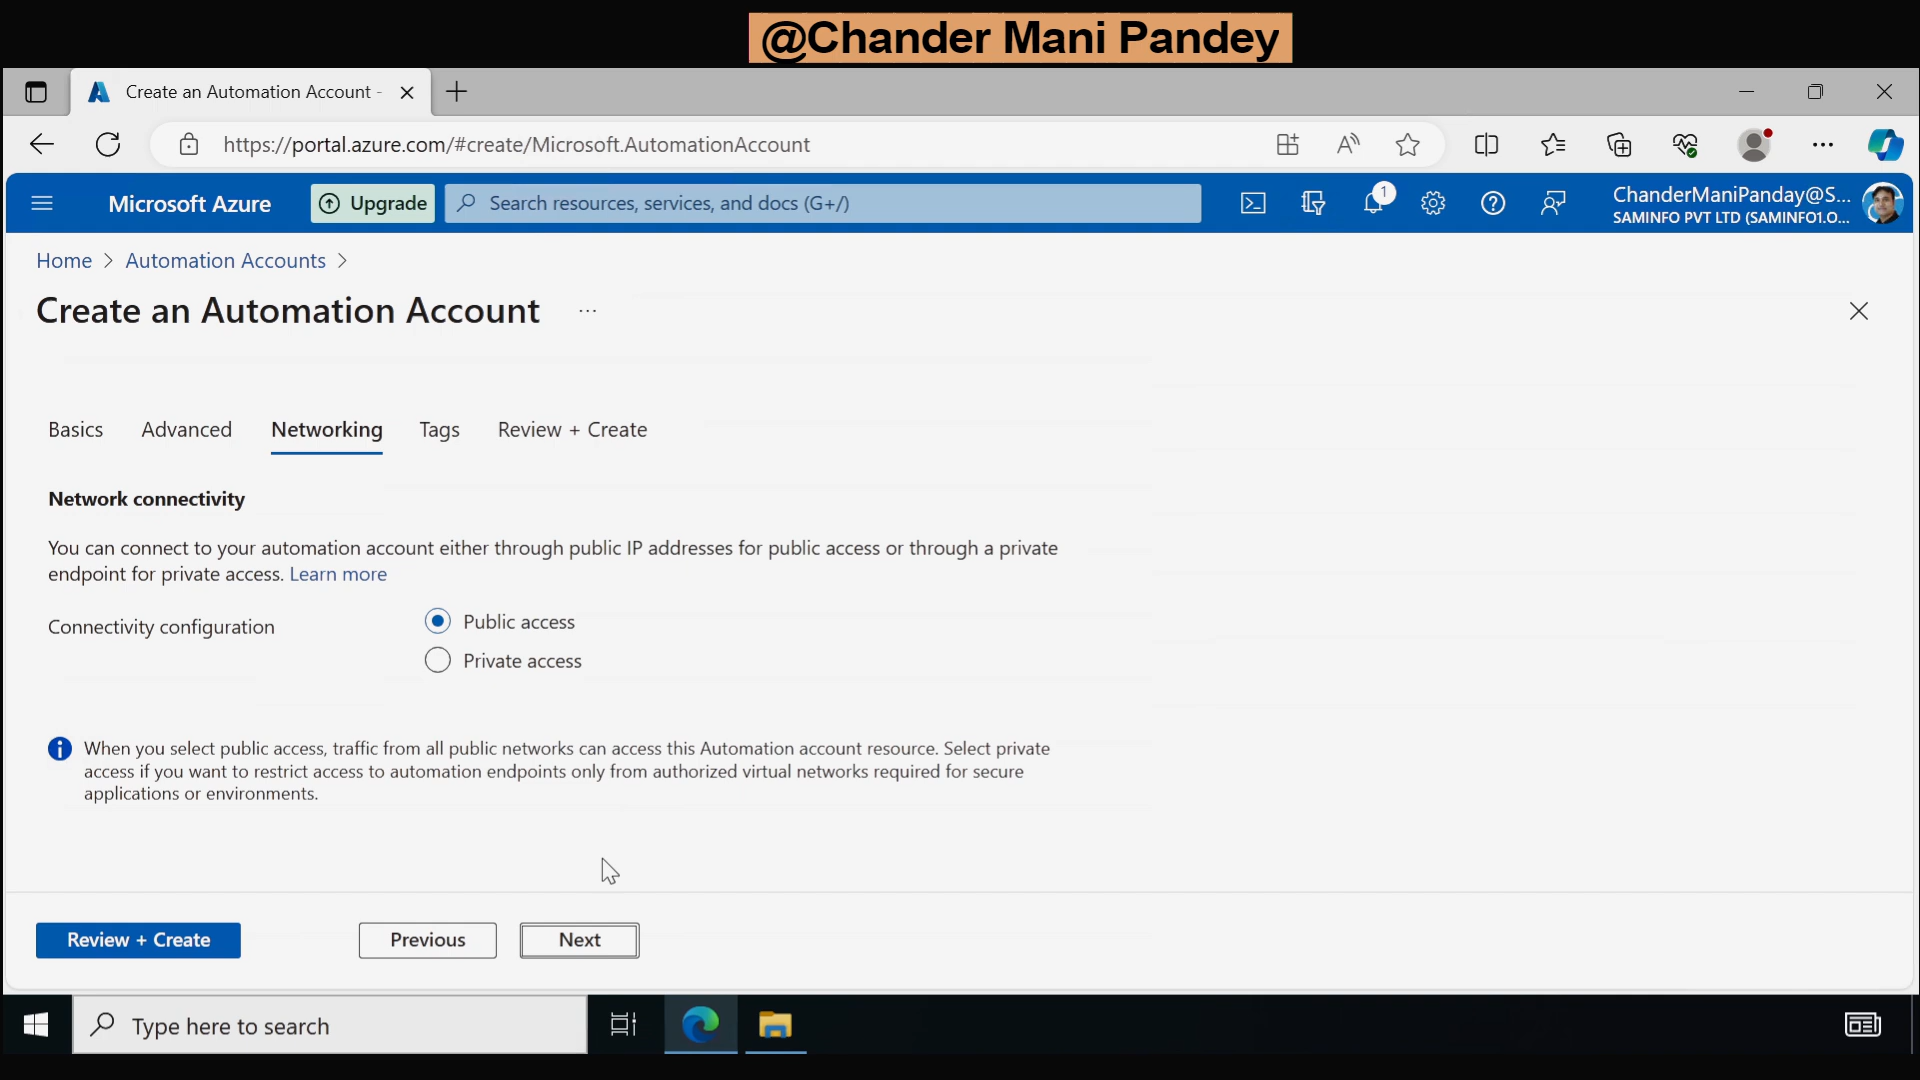 @Chander Mani Pandey
Create an Automation Account -
https://portal.azure.com/#create/Microsoft.AutomationAccount
Microsoft Azure
Upgrade
Search resources, services, and docs (G+/)
1
ChanderManiPanday@S...
SAMINFO PVT LTD (SAMINFO1.O...
Home > Automation Accounts >
Create an Automation Account ...
Basics Advanced Networking Tags Review + Create
Network connectivity
You can connect to your automation account either through public IP addresses for public access or through a private
endpoint for private access. Learn more
Connectivity configuration
Public access
Private access
When you select public access, traffic from all public networks can access this Automation account resource. Select private
access if you want to restrict access to automation endpoints only from authorized virtual networks required for secure
applications or environments.
Review + Create Previous Next
Type here to search